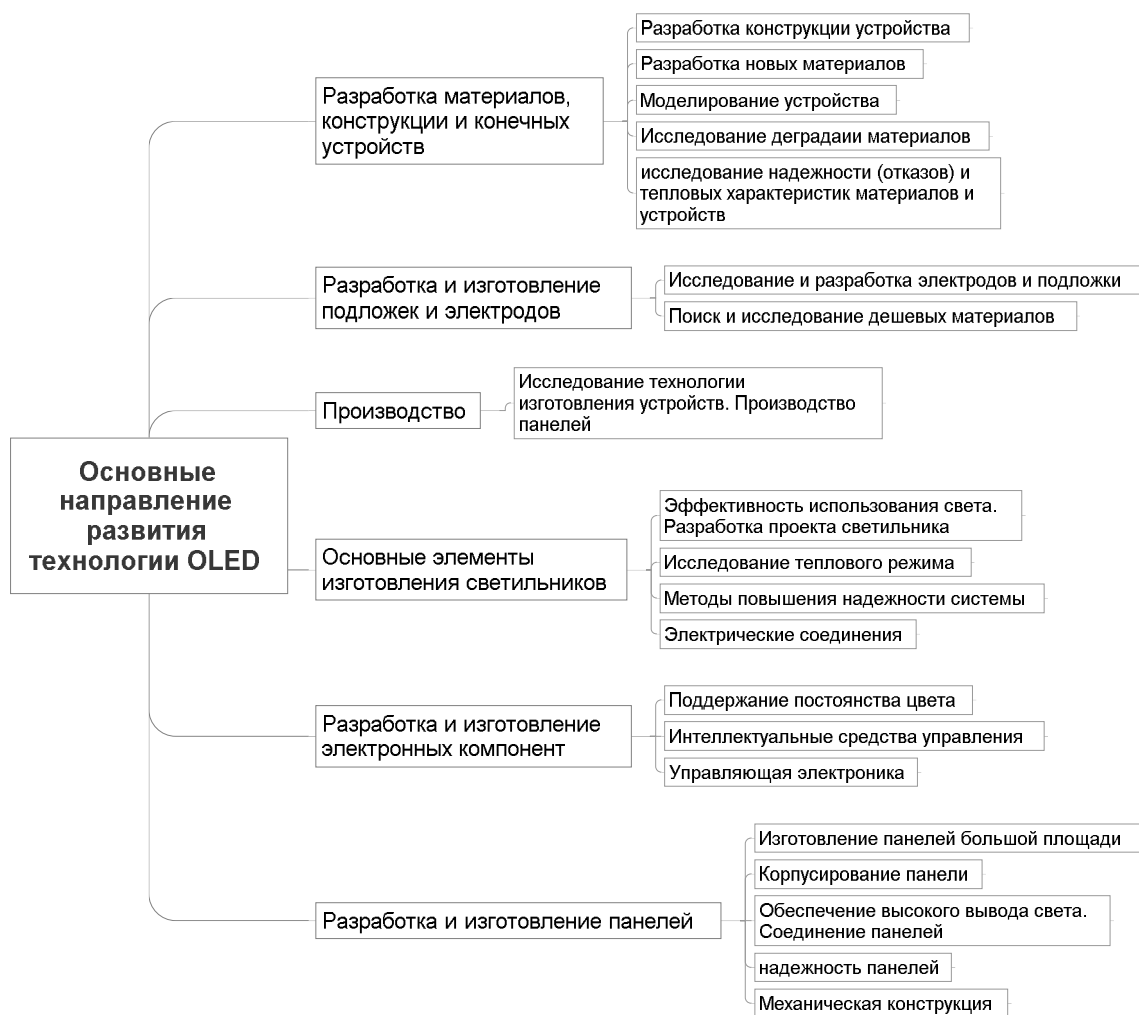 Разработка конструкции устройства
Разработка новых материалов
Разработка материалов,
конструкции и конечных
устройств
Моделирование устройства
Исследование деградаии материалов
исследование надежности (отказов) и
тепловых характеристик материалов и
устройств
Разработка и изготовление
подложек и электродов
Исследование и разработка электродов и подложки
Поиск и исследование дешевых материалов
Производство
Исследование технологии
изготовления устройств. Производство
панелей
Основные
направление
развития
технологии OLED
Основные элементы
изготовления светильников
Эффективность использования света.
Разработка проекта светильника
Исследование теплового режима
Методы повышения надежности системы
Электрические соединения
Разработка и изготовление
электронных компонент
Поддержание постоянства цвета
Интеллектуальные средства управления
Управляющая электроника
Разработка и изготовление панелей
Изготовление панелей большой площади
Корпусирование панели
Обеспечение высокого вывода света.
Соединение панелей
надежность панелей
Механическая конструкция